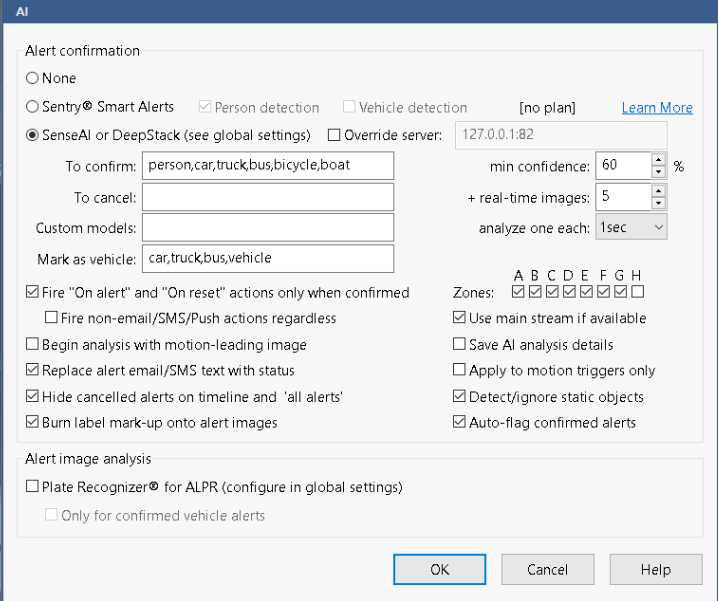 AI
Alert confirmation
None
Sentry® Smart Alerts Person detection Vehicle detection [no plan] Learn More
SenseAI or DeepStack (see global settings) Override server: 127.0.0.1:82
To confirm: person,car,truck,bus,bicycle,boat min confidence: 60 %
To cancel: + real-time images: 5
Custom models: analyze one each: 1sec
Mark as vehicle: car,truck,bus,vehicle
A B C D E F G H
Fire "On alert" and "On reset" actions only when confirmed Zones:
Fire non-email/SMS/Push actions regardless Use main stream if available
Begin analysis with motion-leading image Save AI analysis details
Replace alert email/SMS text with status Apply to motion triggers only
Hide cancelled alerts on timeline and 'all alerts' Detect/ignore static objects
Burn label mark-up onto alert images Auto-flag confirmed alerts
Alert image analysis
Plate Recognizer® for ALPR (configure in global settings)
Only for confirmed vehicle alerts
OK Cancel Help